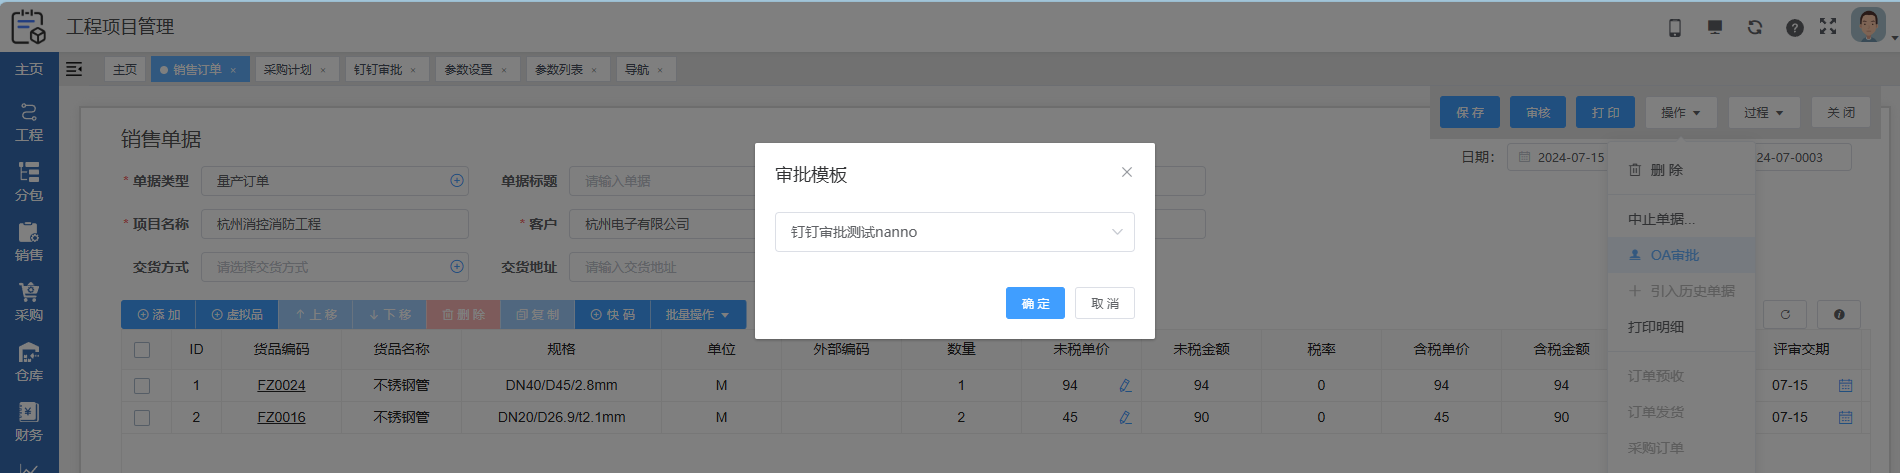 工程项目管理
主页
主页
销售订单 ×
采购计划 ×
钉钉审批 ×
参数设置 ×
参数列表 ×
导航 ×
工程
分包
销售
采购
仓库
财务
保 存
审核
打 印
操作
过程
关 闭
销售单据
日期：
2024-07-15
24-07-0003
* 单据类型
量产订单
单据标题
请输入单据
* 项目名称
杭州消控消防工程
* 客户
杭州电子有限公司
交货方式
请选择交货方式
交货地址
请输入交货地址
审批模板
钉钉审批测试nanno
确 定
取 消
删 除
中止单据...
OA审批
引入历史单据
打印明细
订单预收
订单发货
采购订单
添 加
虚拟品
上 移
下 移
删 除
复 制
快 码
批量操作
ID 货品编码 货品名称 规格 单位 外部编码 数量 未税单价 未税金额 税率 含税单价 含税金额 评审交期
1 FZ0024 不锈钢管 DN40/D45/2.8mm M 1 94 94 0 94 94 07-15
2 FZ0016 不锈钢管 DN20/D26.9/t2.1mm M 2 45 90 0 45 90 07-15